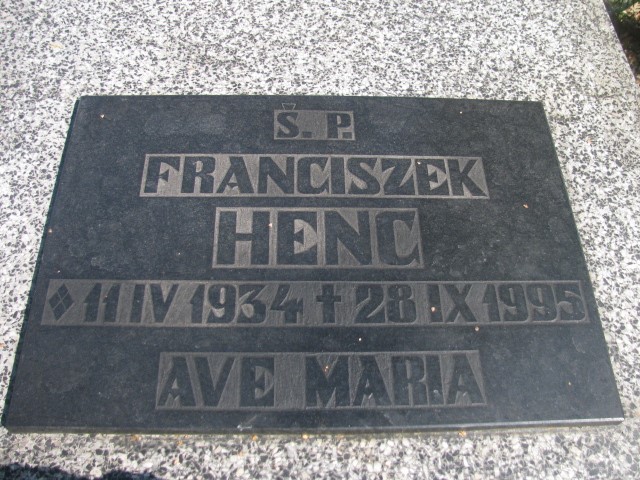 Š. P.
FRANCISZEK
HENC
11 IV 1934 + 28 IX 1995
AVE MARIA